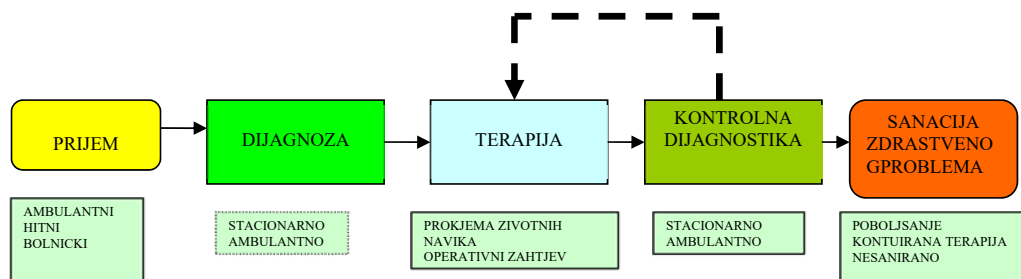 PRIJEM
DIJAGNOZA
TERAPIJA
KONTROLNA
DIJAGNOSTIKA
SANACIJA
ZDRASTVENO
GPROBLEMA
AMBULANTNI
HITNI
BOLNICKI
STACIONARNO
AMBULANTNO
PROKJEMA ZIVOTNIH
NAVIKA
OPERATIVNI ZAHTJEV
STACIONARNO
AMBULANTNO
POBOLJSANJE
KONTUIRANA TERAPIJA
NESANIRANO